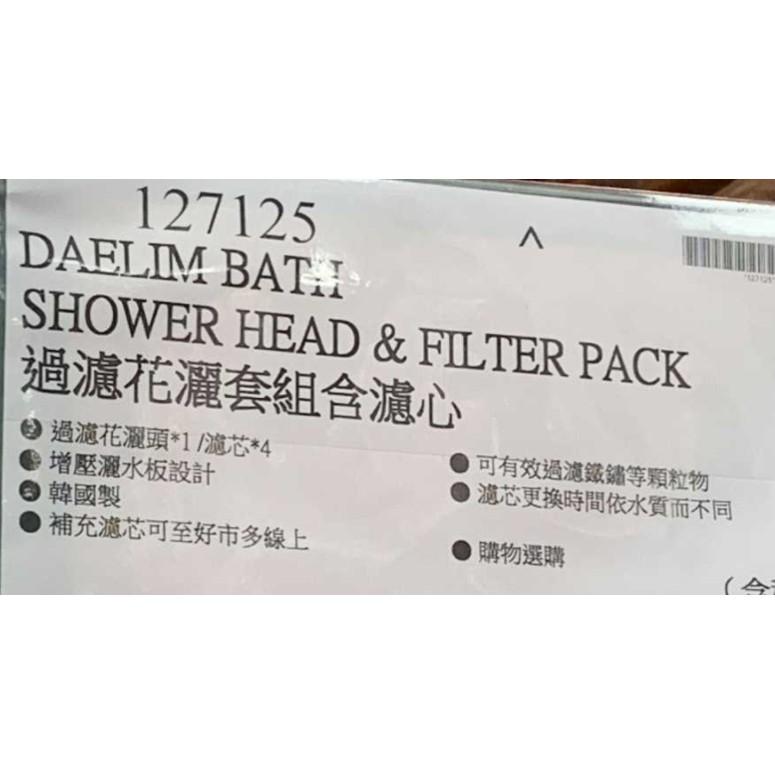 127125
DAELIM BATH
SHOWER HEAD & FILTER PACK
過濾花灑套組含濾心
過濾花灑頭*1 /濾芯*4
增壓灑水板設計
韓國製
補充濾芯可至好市多線上
可有效過濾鐵鏽等顆粒物
濾芯更換時間依水質而不同
購物選購